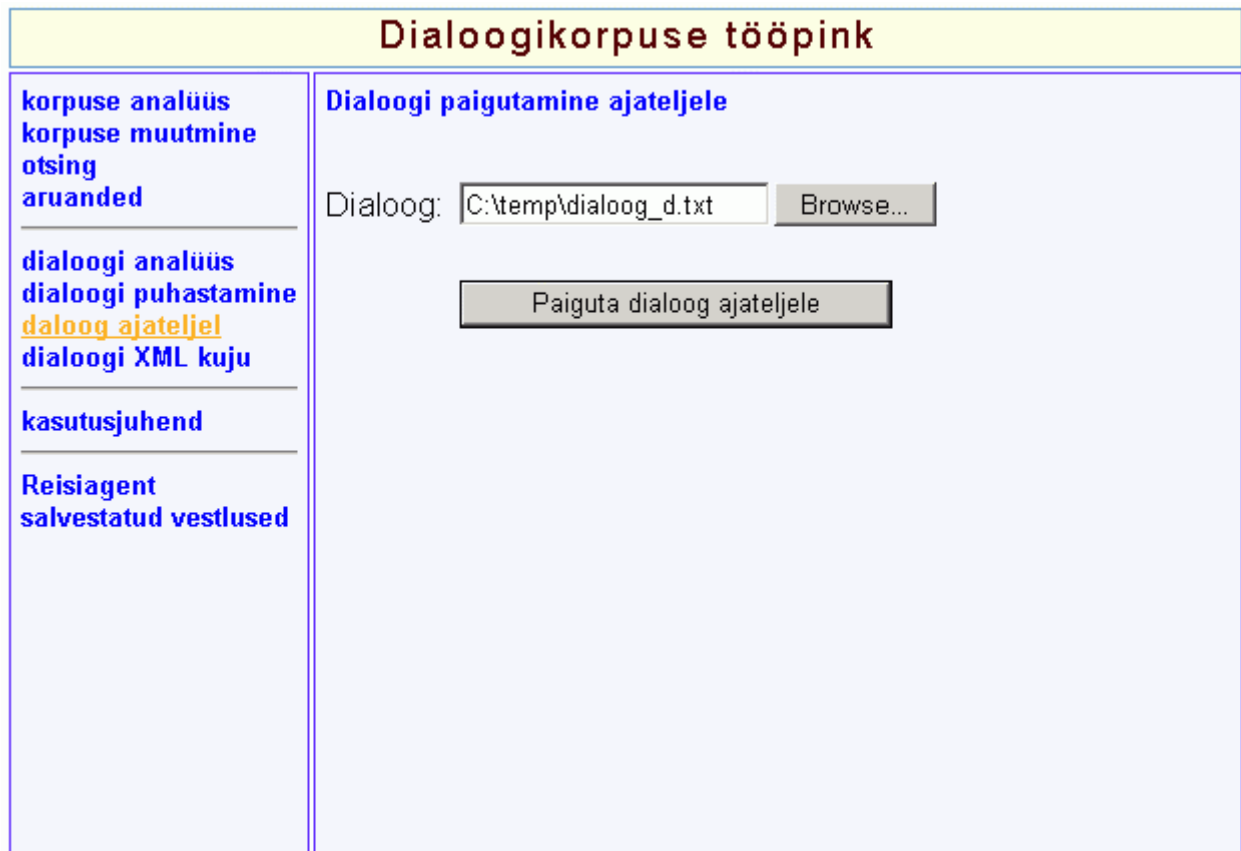 Dialoogikorpuse tööpink
korpuse analüüs
korpuse muutmine
otsing
aruanded
dialoogi analüüs
dialoogi puhastamine
daloog ajateljel
dialoogi XML kuju
kasutusjuhend
Reisiagent
salvestatud vestlused
Dialoogi paigutamine ajateljele
Dialoog: C:\temp\dialoog_d.txt Browse...
Paiguta dialoog ajateljele